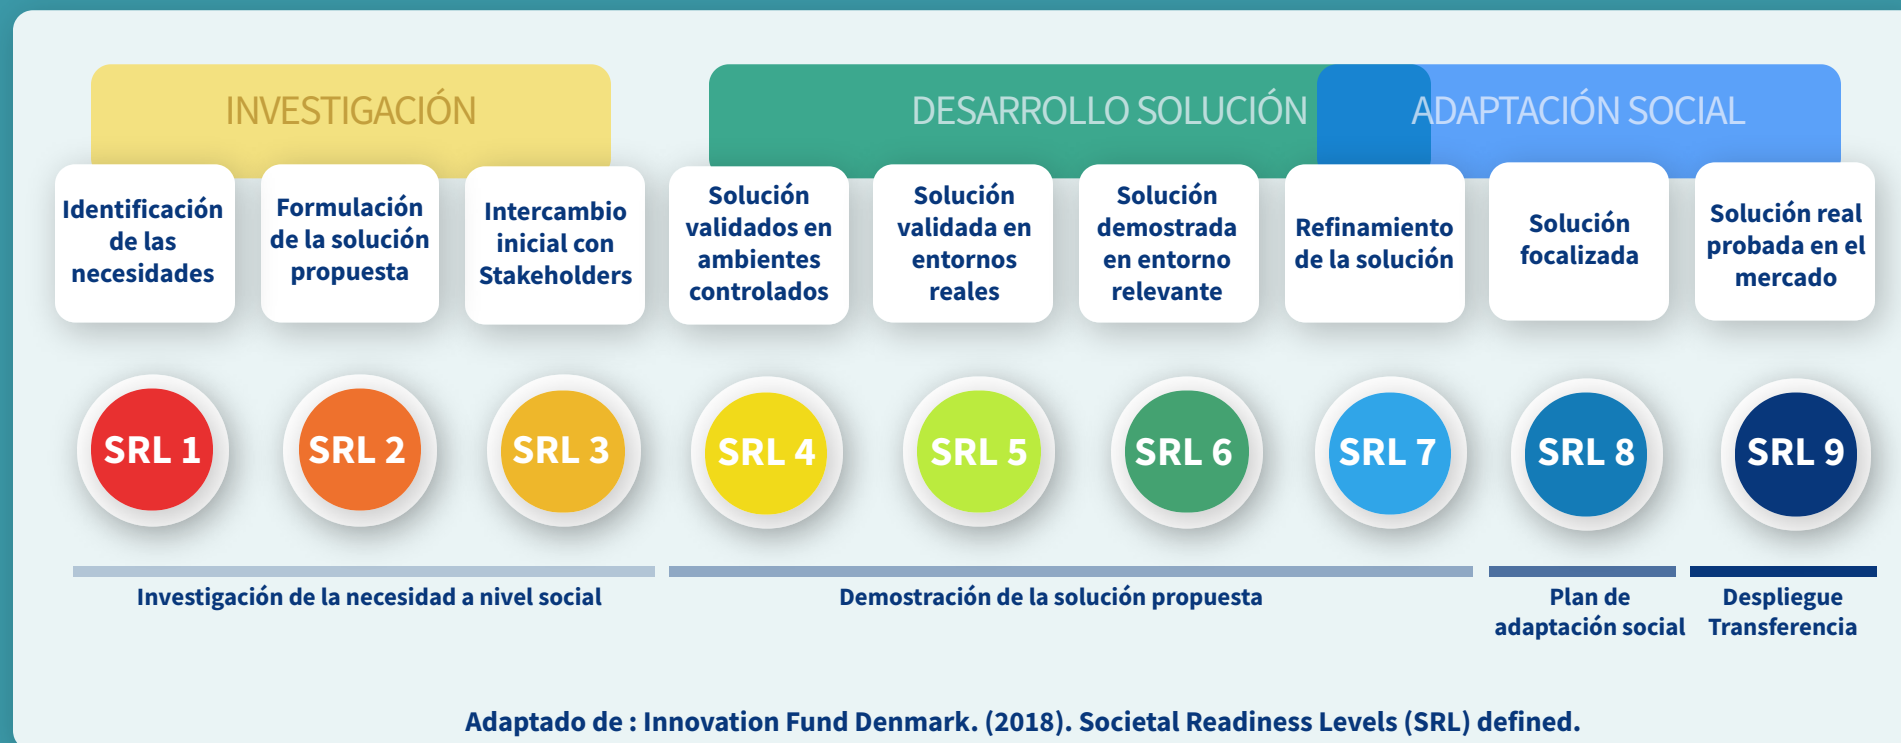 INVESTIGACIÓN
DESARROLLO SOLUCIÓN
ADAPTACIÓN SOCIAL
Identificación
de las
necesidades
Formulación
de la solución
propuesta
Intercambio
inicial con
Stakeholders
Solución
validados en
ambientes
controlados
Solución
validada en
entornos
reales
Solución
demostrada
en entorno
relevante
Refinamiento
de la solución
Solución
focalizada
Solución real
probada en el
mercado
SRL 1
SRL 2
SRL 3
SRL 4
SRL 5
SRL 6
SRL 7
SRL 8
SRL 9
Investigación de la necesidad a nivel social
Demostración de la solución propuesta
Plan de
adaptación social
Despliegue
Transferencia
Adaptado de : Innovation Fund Denmark. (2018). Societal Readiness Levels (SRL) defined.